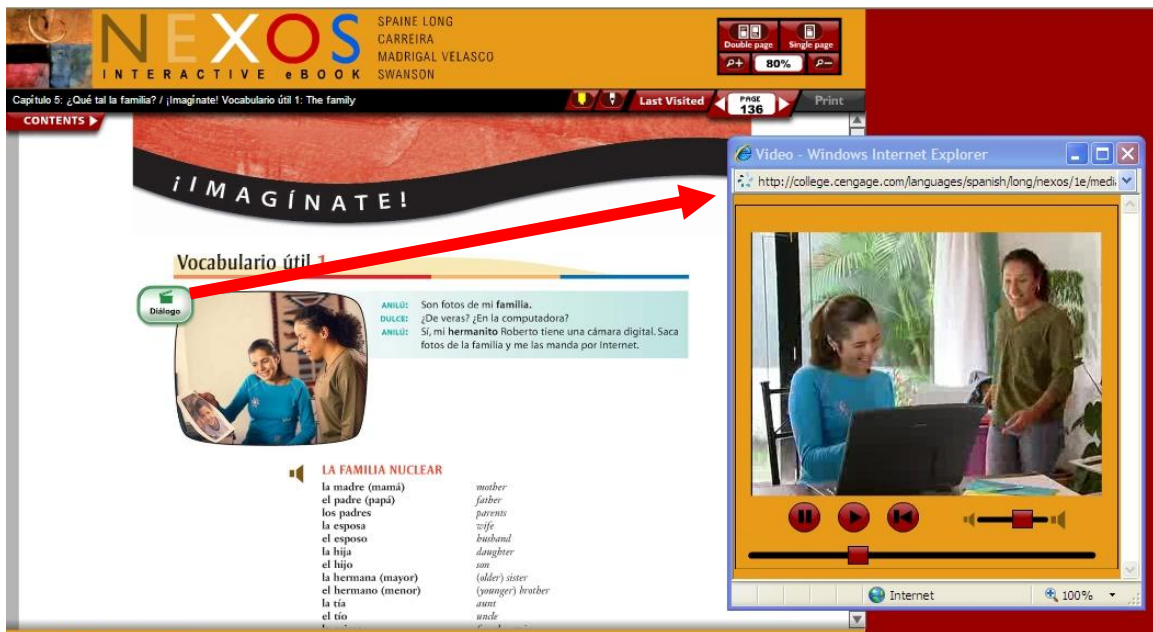 NEXOS
INTERACTIVE eBOOK
SPAINE LONG
CARREIRA
MADRIGAL VELASCO
SWANSON
Double page
Single page
80%
Capítulo 5: ¿Qué tal la familia? / ¡Imagínate! Vocabulario útil 1: The family
Last Visited
PAGE
136
Print
CONTENTS
¡IMAGÍNATE!
Vocabulario útil 1
Diálogo
ANILÚ: Son fotos de mi familia.
DULCE: ¿De veras? ¿En la computadora?
ANILÚ: Sí, mi hermanito Roberto tiene una cámara digital. Saca
fotos de la familia y me las manda por Internet.
LA FAMILIA NUCLEAR
la madre (mamá) mother
el padre (papá) father
los padres parents
la esposa wife
el esposo husband
la hija daughter
el hijo son
la hermana (mayor) (older) sister
el hermano (menor) (younger) brother
la tía aunt
el tío uncle
Video - Windows Internet Explorer
http://college.cengage.com/languages/spanish/long/nexos/1e/medi
Internet
100%